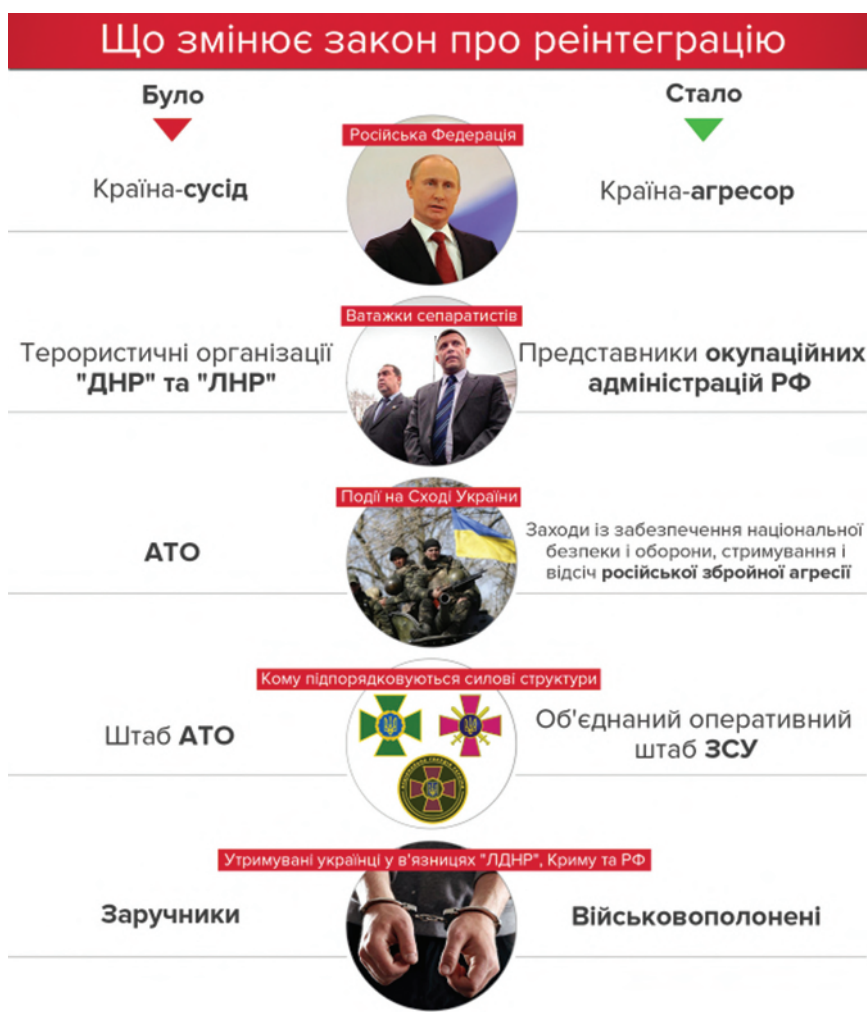 Що змінює закон про реінтеграцію
Було
Стало
Російська Федерація
Країна-сусід
Країна-агресор
Ватажки сепаратистів
Терористичні організації
"ДНР" та "ЛНР"
Представники окупаційних
адміністрацій РФ
Події на Сході України
АТО
Заходи із забезпечення національної
безпеки і оборони, стримування і
відсіч російської збройної агресії
Кому підпорядковуються силові структури
Штаб АТО
Об'єднаний оперативний
штаб ЗСУ
Утримувані українці у в'язницях "ЛДНР", Криму та РФ
Заручники
Військовополонені